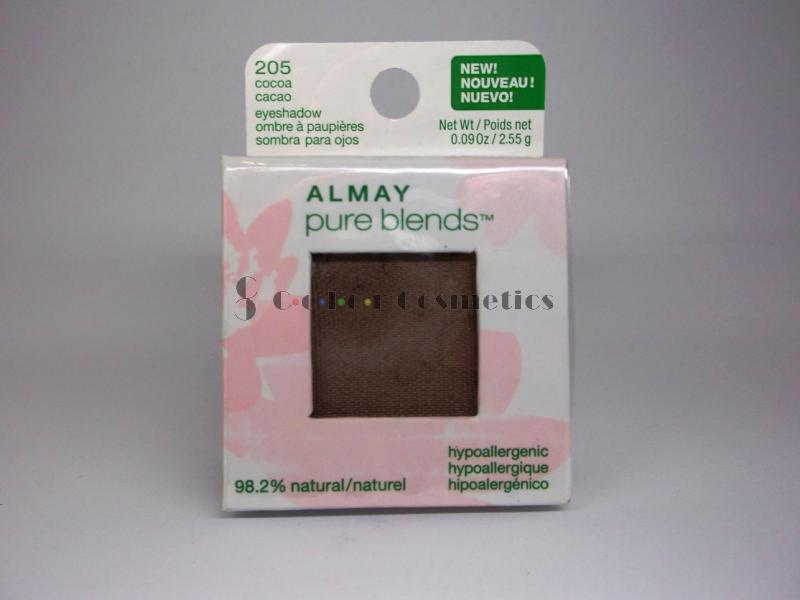 205
cocoa
cacao
eyeshadow
ombre à paupières
sombra para ojos
NEW!
NOUVEAU!
NUEVO!
Net Wt / Poids net
0.09 Oz / 2.55 g
ALMAY
pure blends™
Color Cosmetics
98.2% natural/naturel
hypoallergenic
hypoallergique
hipoalergénico